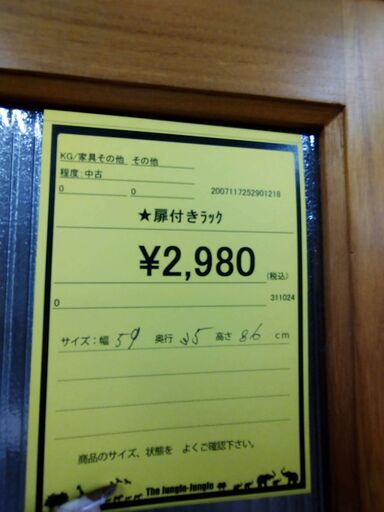 KG/家具その他 その他
程度:中古
0 0 2007117252901218
★扉付きラック
¥2,980
(税込)
0 311024
サイズ:幅 59 奥行 35 高さ 86 cm
商品のサイズ、状態を よくご確認下さい。
The Jungle-Jungle